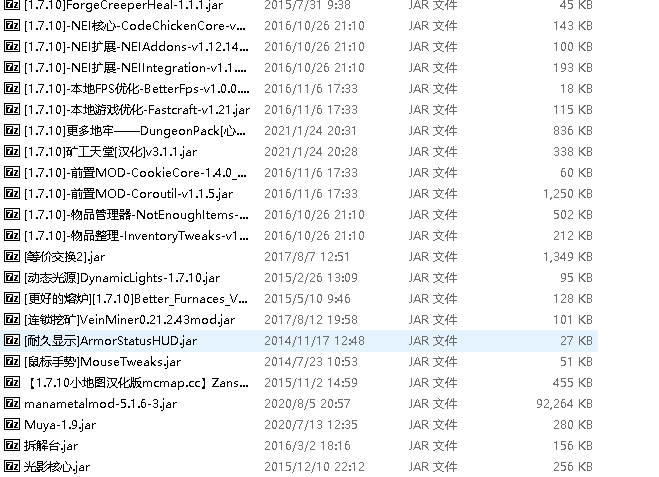 [1.7.10]ForgeCreeperHeal-1.1.1.jar 2015/7/31 9:38 JAR 文件 45 KB
[1.7.10]-NEI核心-CodeChickenCore-v... 2016/10/26 21:10 JAR 文件 143 KB
[1.7.10]-NEI扩展-NEIAddons-v1.12.14... 2016/10/26 21:10 JAR 文件 100 KB
[1.7.10]-NEI扩展-NEIIntegration-v1.1.... 2016/10/26 21:10 JAR 文件 193 KB
[1.7.10]-本地FPS优化-BetterFps-v1.0.0.... 2016/11/6 17:33 JAR 文件 18 KB
[1.7.10]-本地游戏优化-Fastcraft-v1.21.jar 2016/11/6 17:33 JAR 文件 115 KB
[1.7.10]更多地牢——DungeonPack[心... 2021/1/24 20:31 JAR 文件 836 KB
[1.7.10]矿工天堂[汉化]v3.1.1.jar 2021/1/24 20:28 JAR 文件 338 KB
[1.7.10]-前置MOD-CookieCore-1.4.0_... 2016/11/6 17:33 JAR 文件 60 KB
[1.7.10]-前置MOD-Coroutil-v1.1.5.jar 2016/11/6 17:33 JAR 文件 1,250 KB
[1.7.10]-物品管理器-NotEnoughItems-... 2016/10/26 21:10 JAR 文件 502 KB
[1.7.10]-物品整理-InventoryTweaks-v1... 2016/10/26 21:10 JAR 文件 212 KB
[等价交换2].jar 2017/8/7 12:51 JAR 文件 1,349 KB
[动态光源]DynamicLights-1.7.10.jar 2015/2/26 13:09 JAR 文件 95 KB
[更好的熔炉][1.7.10]Better_Furnaces_V... 2015/5/10 9:46 JAR 文件 128 KB
[连锁挖矿]VeinMiner0.21.2.43mod.jar 2017/8/12 19:58 JAR 文件 101 KB
[耐久显示]ArmorStatusHUD.jar 2014/11/17 12:48 JAR 文件 27 KB
[鼠标手势]MouseTweaks.jar 2014/7/23 10:53 JAR 文件 51 KB
【1.7.10小地图汉化版mcmap.cc】Zans... 2015/11/2 14:59 JAR 文件 455 KB
manametalmod-5.1.6-3.jar 2020/8/5 20:57 JAR 文件 92,264 KB
Muya-1.9.jar 2020/7/13 12:35 JAR 文件 280 KB
拆解台.jar 2016/3/2 18:16 JAR 文件 156 KB
光影核心.jar 2015/12/10 22:12 JAR 文件 256 KB